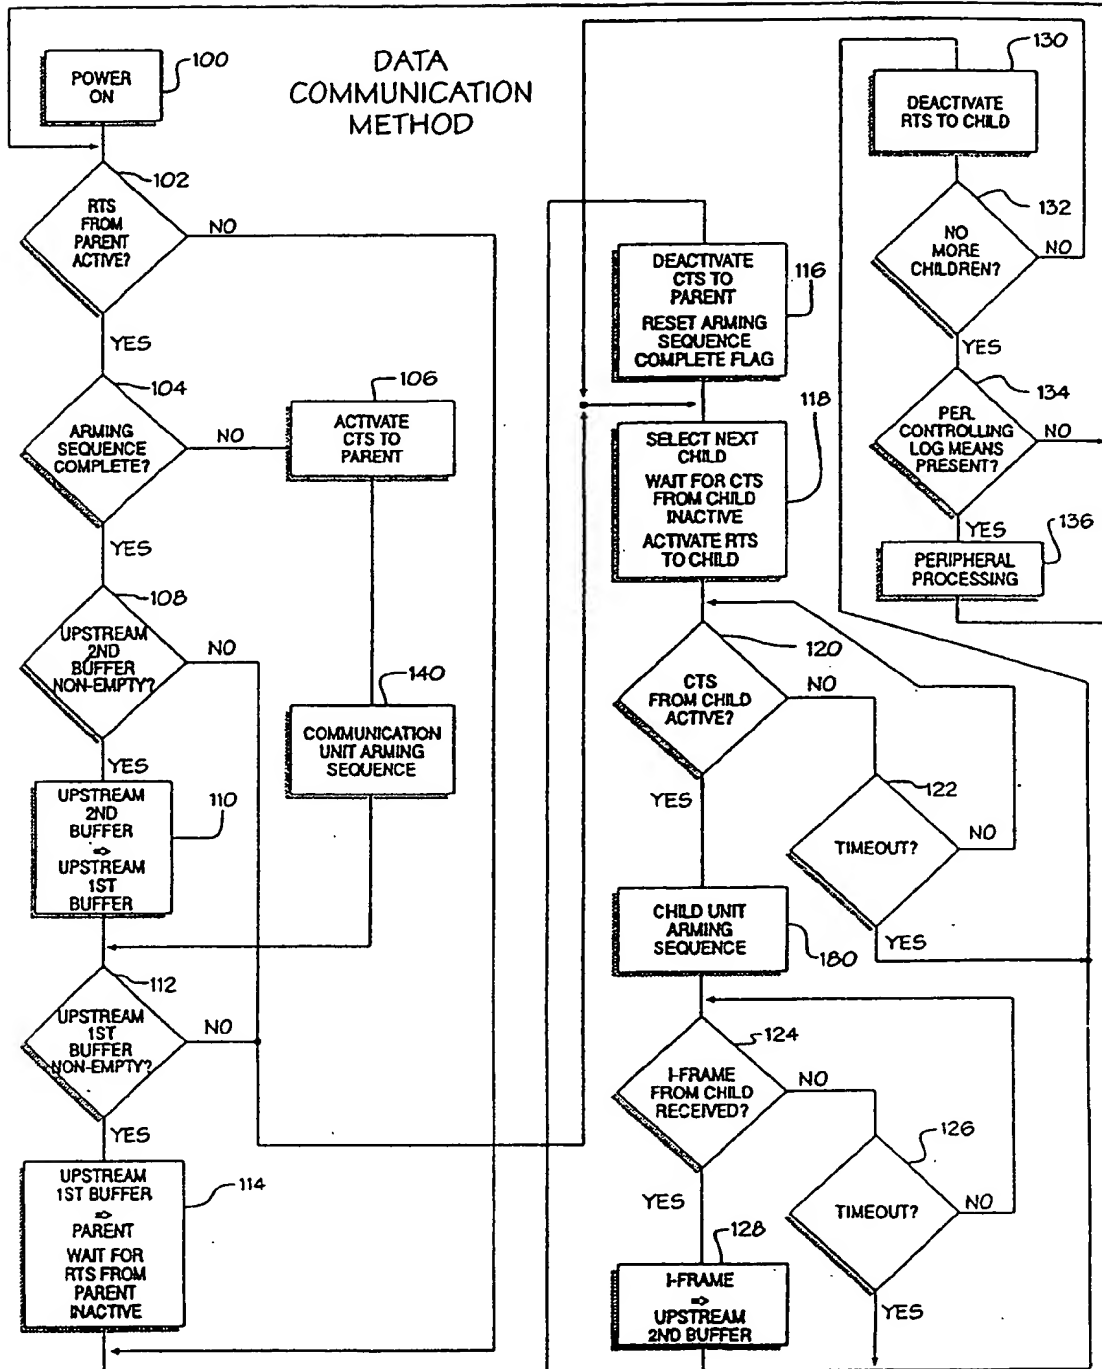 DATA
COMMUNICATION
METHOD
POWER
ON
100
RTS
FROM
PARENT
ACTIVE?
102
NO
YES
ARMING
SEQUENCE
COMPLETE?
104
NO
YES
ACTIVATE
CTS TO
PARENT
106
UPSTREAM
2ND
BUFFER
NON-EMPTY?
108
NO
YES
COMMUNICATION
UNIT ARMING
SEQUENCE
140
UPSTREAM
2ND
BUFFER
⇒
UPSTREAM
1ST
BUFFER
110
UPSTREAM
1ST
BUFFER
NON-EMPTY?
112
NO
YES
UPSTREAM
1ST BUFFER
⇒
PARENT
WAIT FOR
RTS FROM
PARENT
INACTIVE
114
DEACTIVATE
CTS TO
PARENT
RESET ARMING
SEQUENCE
COMPLETE FLAG
116
SELECT NEXT
CHILD
WAIT FOR CTS
FROM CHILD
INACTIVE
ACTIVATE RTS
TO CHILD
118
CTS
FROM CHILD
ACTIVE?
120
NO
YES
TIMEOUT?
122
NO
YES
CHILD UNIT
ARMING
SEQUENCE
180
I-FRAME
FROM CHILD
RECEIVED?
124
NO
YES
TIMEOUT?
126
NO
YES
I-FRAME
⇒
UPSTREAM
2ND BUFFER
128
DEACTIVATE
RTS TO CHILD
130
NO
MORE
CHILDREN?
132
NO
YES
PER.
CONTROLLING
LOG MEANS
PRESENT?
134
NO
YES
PERIPHERAL
PROCESSING
136